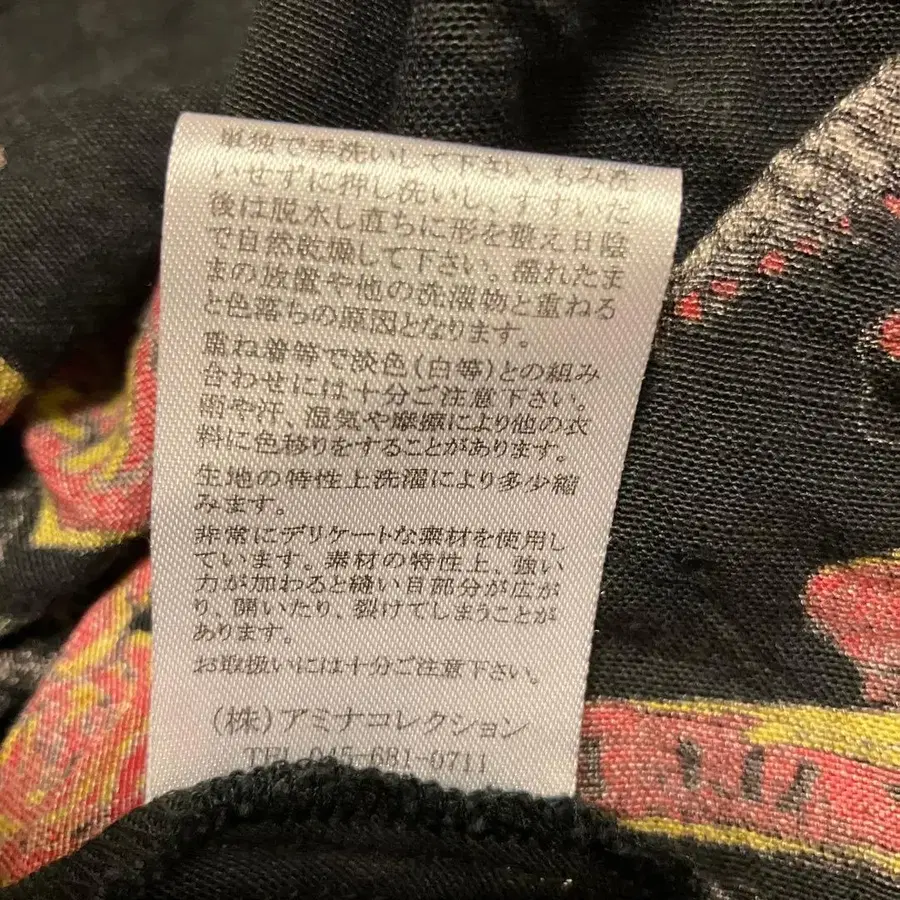 単独で手洗いして下さい。もみ洗
いせずに押し洗いし、すすいだ
後は脱水し直ちに形を整え日陰
で自然乾燥して下さい。濡れたま
まの放置や他の洗濯物と重ねる
と色落ちの原因となります。
重ね着等で淡色(白等)との組み
合わせには十分ご注意下さい。
雨や汗、湿気や摩擦により他の衣
料に色移りをすることがあります。
生地の特性上洗濯により多少縮
みます。
非常にデリケートな素材を使用し
ています。素材の特性上、強い
力が加わると縫い目部分が広が
り、開いたり、裂けてしまうことが
あります。
お取扱いには十分ご注意下さい。
(株)アミナコレクション
TEL 045-681-0711